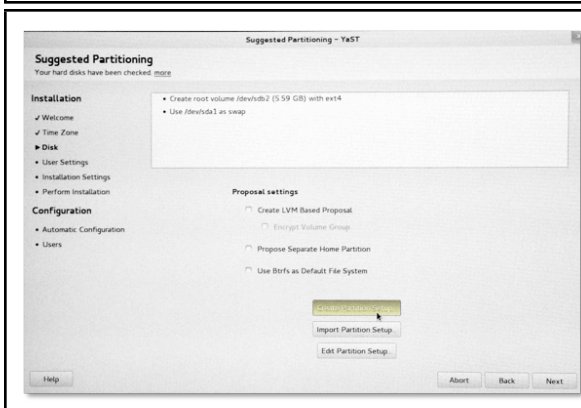 Suggested Partitioning - YaST
Suggested Partitioning
Your hard disks have been checked. more
Installation
✓ Welcome
✓ Time Zone
▶ Disk
• User Settings
• Installation Settings
• Perform Installation
Configuration
• Automatic Configuration
• Users
• Create root volume /dev/sdb2 (5.59 GB) with ext4
• Use /dev/sda1 as swap
Proposal settings
Create LVM Based Proposal
Encrypt Volume Group
Propose Separate Home Partition
Use Btrfs as Default File System
Create Partition Setup...
Import Partition Setup...
Edit Partition Setup...
Help
Abort
Back
Next